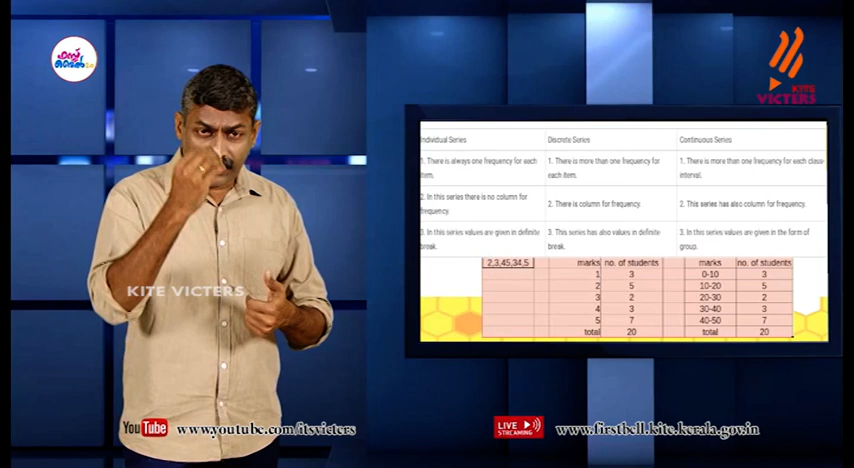 ഫസ്റ്റ്
ബെൽ 2.0
KITE
VICTERS
Individual Series Discrete Series Continuous Series
1. There is always one frequency for each item. 1. There is more than one frequency for each item. 1. There is more than one frequency for each class-interval.
2. In this series there is no column for frequency. 2. There is column for frequency. 2. This series has also column for frequency.
3. In this series values are given in definite break. 3. This series has also values in definite break. 3. In this series values are given in the form of group.
2,3,45,34,5 marks no. of students marks no. of students
1 3 0-10 3
2 5 10-20 5
3 2 20-30 2
4 3 30-40 3
5 7 40-50 7
total 20 total 20
KITE VICTERS
YouTube www.youtube.com/itsvicters
LIVE STREAMING www.firstbell.kite.kerala.gov.in